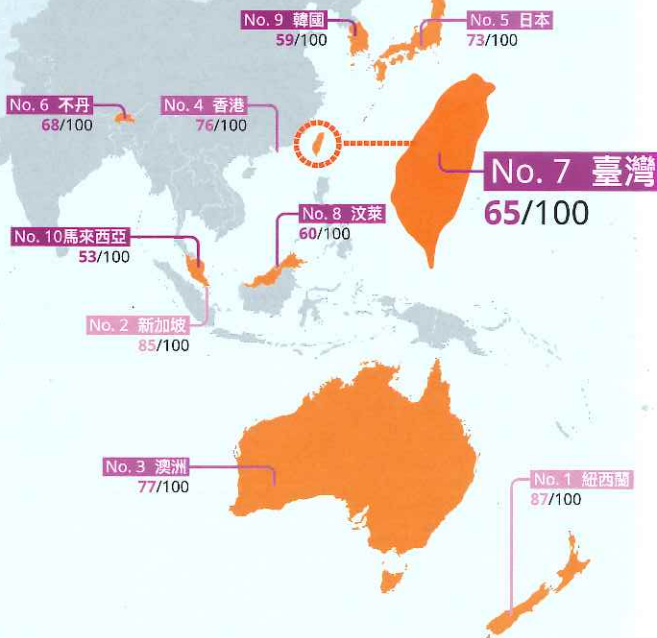 No. 9 韓國
59/100
No. 5 日本
73/100
No. 6 不丹
68/100
No. 4 香港
76/100
No. 7 臺灣
65/100
No. 8 汶萊
60/100
No. 10馬來西亞
53/100
No. 2 新加坡
85/100
No. 3 澳洲
77/100
No. 1 紐西蘭
87/100